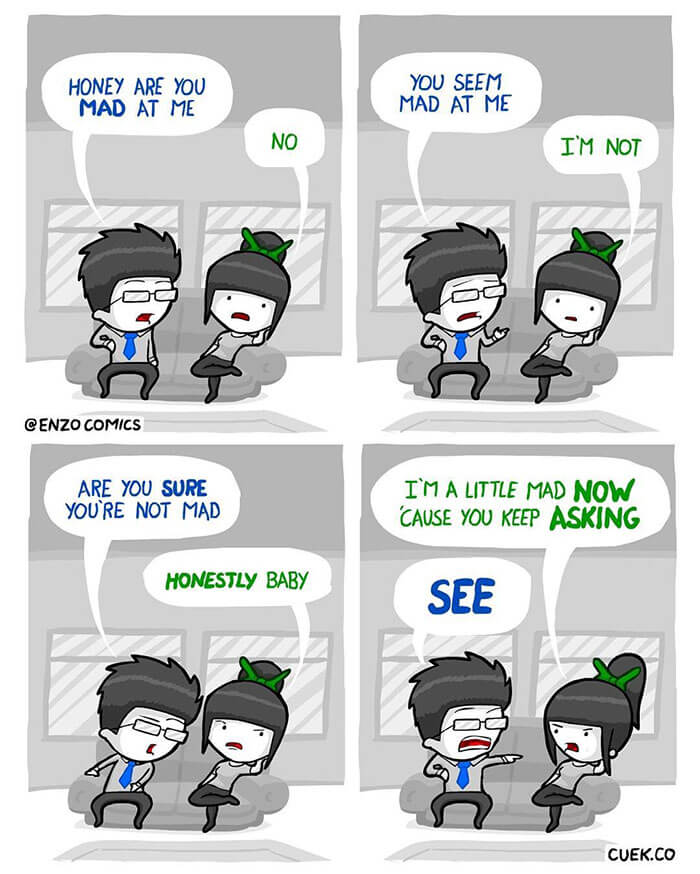 HONEY ARE YOU
MAD AT ME
NO
YOU SEEM
MAD AT ME
I'M NOT
@ENZO COMICS
ARE YOU SURE
YOU'RE NOT MAD
HONESTLY BABY
I'M A LITTLE MAD NOW
'CAUSE YOU KEEP ASKING
SEE
CUEK.CO